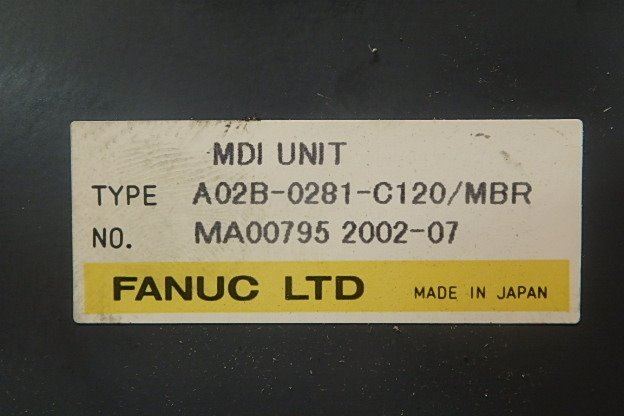 MDI UNIT
TYPE A02B-0281-C120/MBR
NO. MA00795 2002-07
FANUC LTD MADE IN JAPAN